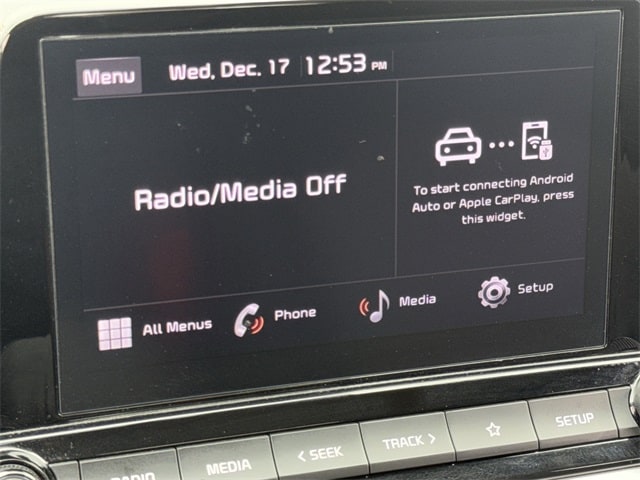 Menu Wed, Dec. 17 12:53 PM
Radio/Media Off
To start connecting Android
Auto or Apple CarPlay, press
this widget.
All Menus Phone Media Setup
RADIO MEDIA < SEEK TRACK > SETUP